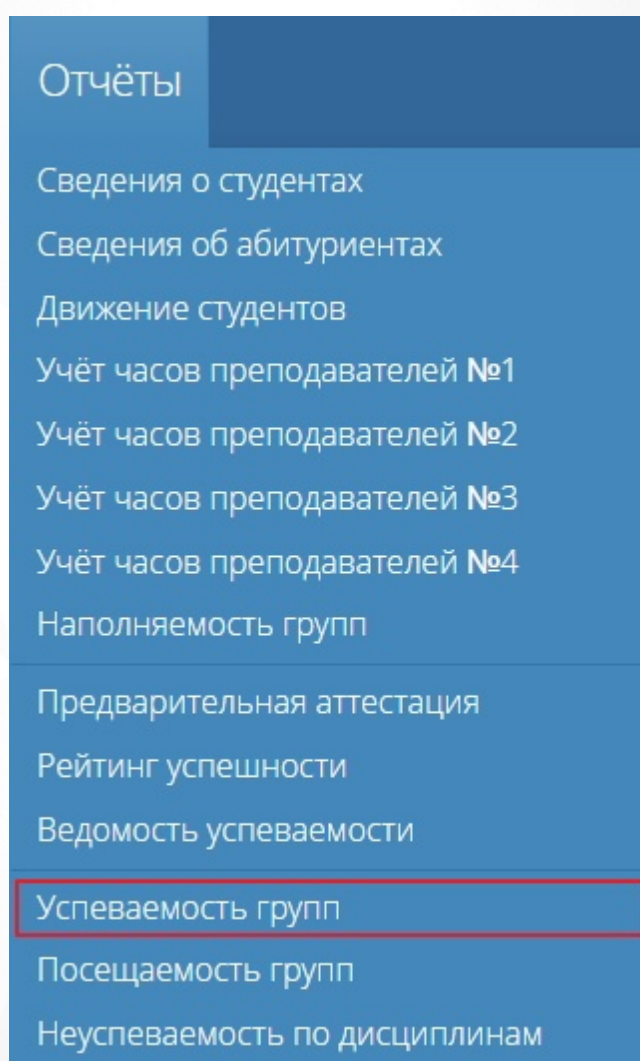 Отчёты
Сведения о студентах
Сведения об абитуриентах
Движение студентов
Учёт часов преподавателей №1
Учёт часов преподавателей №2
Учёт часов преподавателей №3
Учёт часов преподавателей №4
Наполняемость групп
Предварительная аттестация
Рейтинг успешности
Ведомость успеваемости
Успеваемость групп
Посещаемость групп
Неуспеваемость по дисциплинам